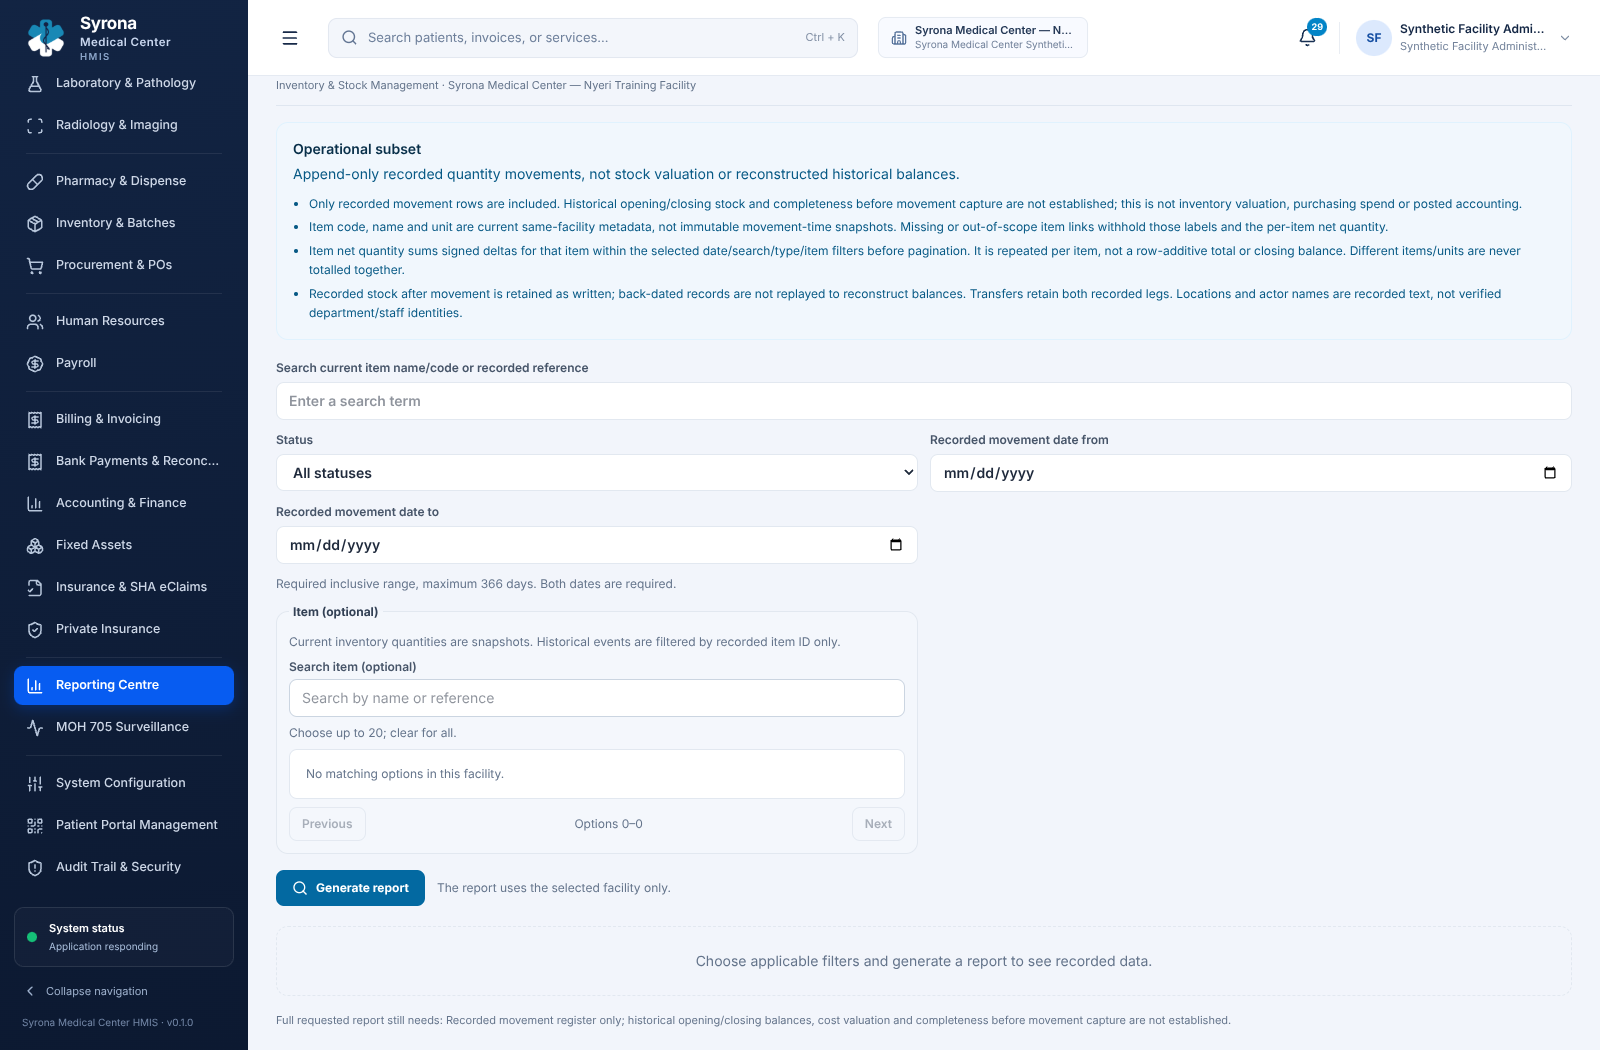 Syrona
Medical Center
HMIS
Laboratory & Pathology
Radiology & Imaging
Pharmacy & Dispense
Inventory & Batches
Procurement & POs
Human Resources
Payroll
Billing & Invoicing
Bank Payments & Reconc...
Accounting & Finance
Fixed Assets
Insurance & SHA eClaims
Private Insurance
Reporting Centre
MOH 705 Surveillance
System Configuration
Patient Portal Management
Audit Trail & Security
System status
Application responding
Collapse navigation
Syrona Medical Center HMIS · v0.1.0
Search patients, invoices, or services...
Ctrl + K
Syrona Medical Center — N...
Syrona Medical Center Syntheti...
29
SF
Synthetic Facility Admi...
Synthetic Facility Administ...
Inventory & Stock Management · Syrona Medical Center — Nyeri Training Facility
Operational subset
Append-only recorded quantity movements, not stock valuation or reconstructed historical balances.
• Only recorded movement rows are included. Historical opening/closing stock and completeness before movement capture are not established; this is not inventory valuation, purchasing spend or posted accounting.
• Item code, name and unit are current same-facility metadata, not immutable movement-time snapshots. Missing or out-of-scope item links withhold those labels and the per-item net quantity.
• Item net quantity sums signed deltas for that item within the selected date/search/type/item filters before pagination. It is repeated per item, not a row-additive total or closing balance. Different items/units are never
totalled together.
• Recorded stock after movement is retained as written; back-dated records are not replayed to reconstruct balances. Transfers retain both recorded legs. Locations and actor names are recorded text, not verified
department/staff identities.
Search current item name/code or recorded reference
Enter a search term
Status
All statuses
Recorded movement date from
mm/dd/yyyy
Recorded movement date to
mm/dd/yyyy
Required inclusive range, maximum 366 days. Both dates are required.
Item (optional)
Current inventory quantities are snapshots. Historical events are filtered by recorded item ID only.
Search item (optional)
Search by name or reference
Choose up to 20; clear for all.
No matching options in this facility.
Previous
Options 0–0
Next
Generate report
The report uses the selected facility only.
Choose applicable filters and generate a report to see recorded data.
Full requested report still needs: Recorded movement register only; historical opening/closing balances, cost valuation and completeness before movement capture are not established.